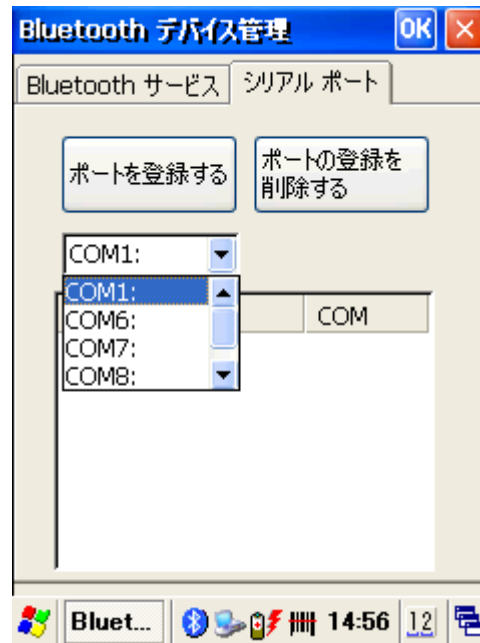 Bluetooth デバイス管理 OK
Bluetooth サービス シリアル ポート
ポートを登録する
ポートの登録を
削除する
COM1:
COM1:
COM6:
COM7:
COM8:
COM
Bluet... 14:56 12